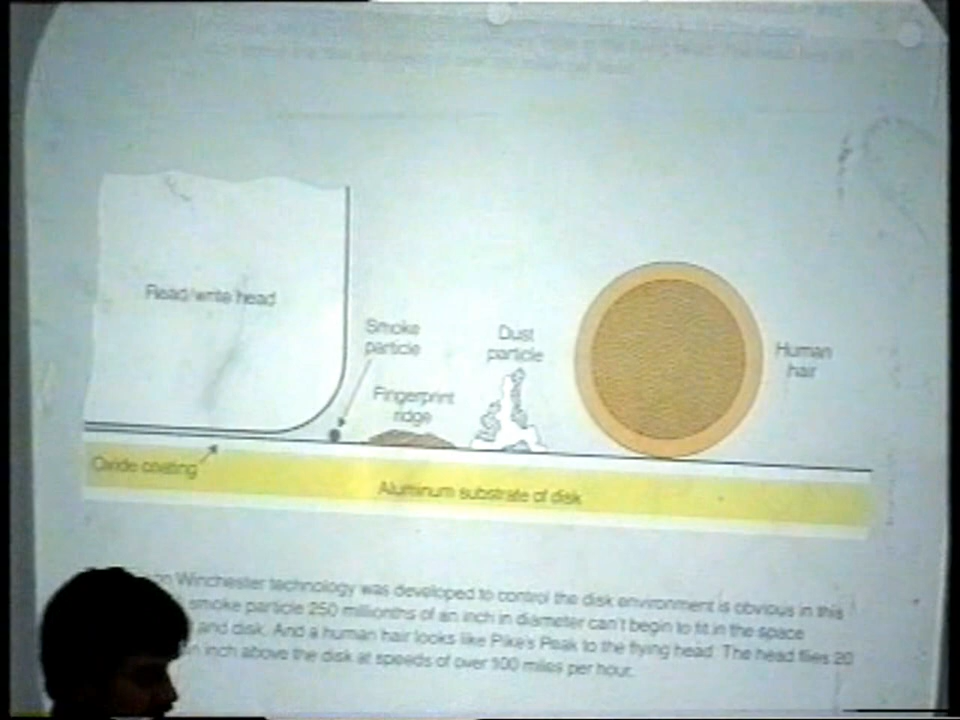 Read/write head
Smoke
particle
Dust
particle
Human
hair
Fingerprint
ridge
Oxide coating
Aluminum substrate of disk
Winchester technology was developed to control the disk environment is obvious in this
smoke particle 250 millionths of an inch in diameter can't begin to fit in the space
and disk. And a human hair looks like Pike's Peak to the flying head. The head flies 20
inch above the disk at speeds of over 100 miles per hour.